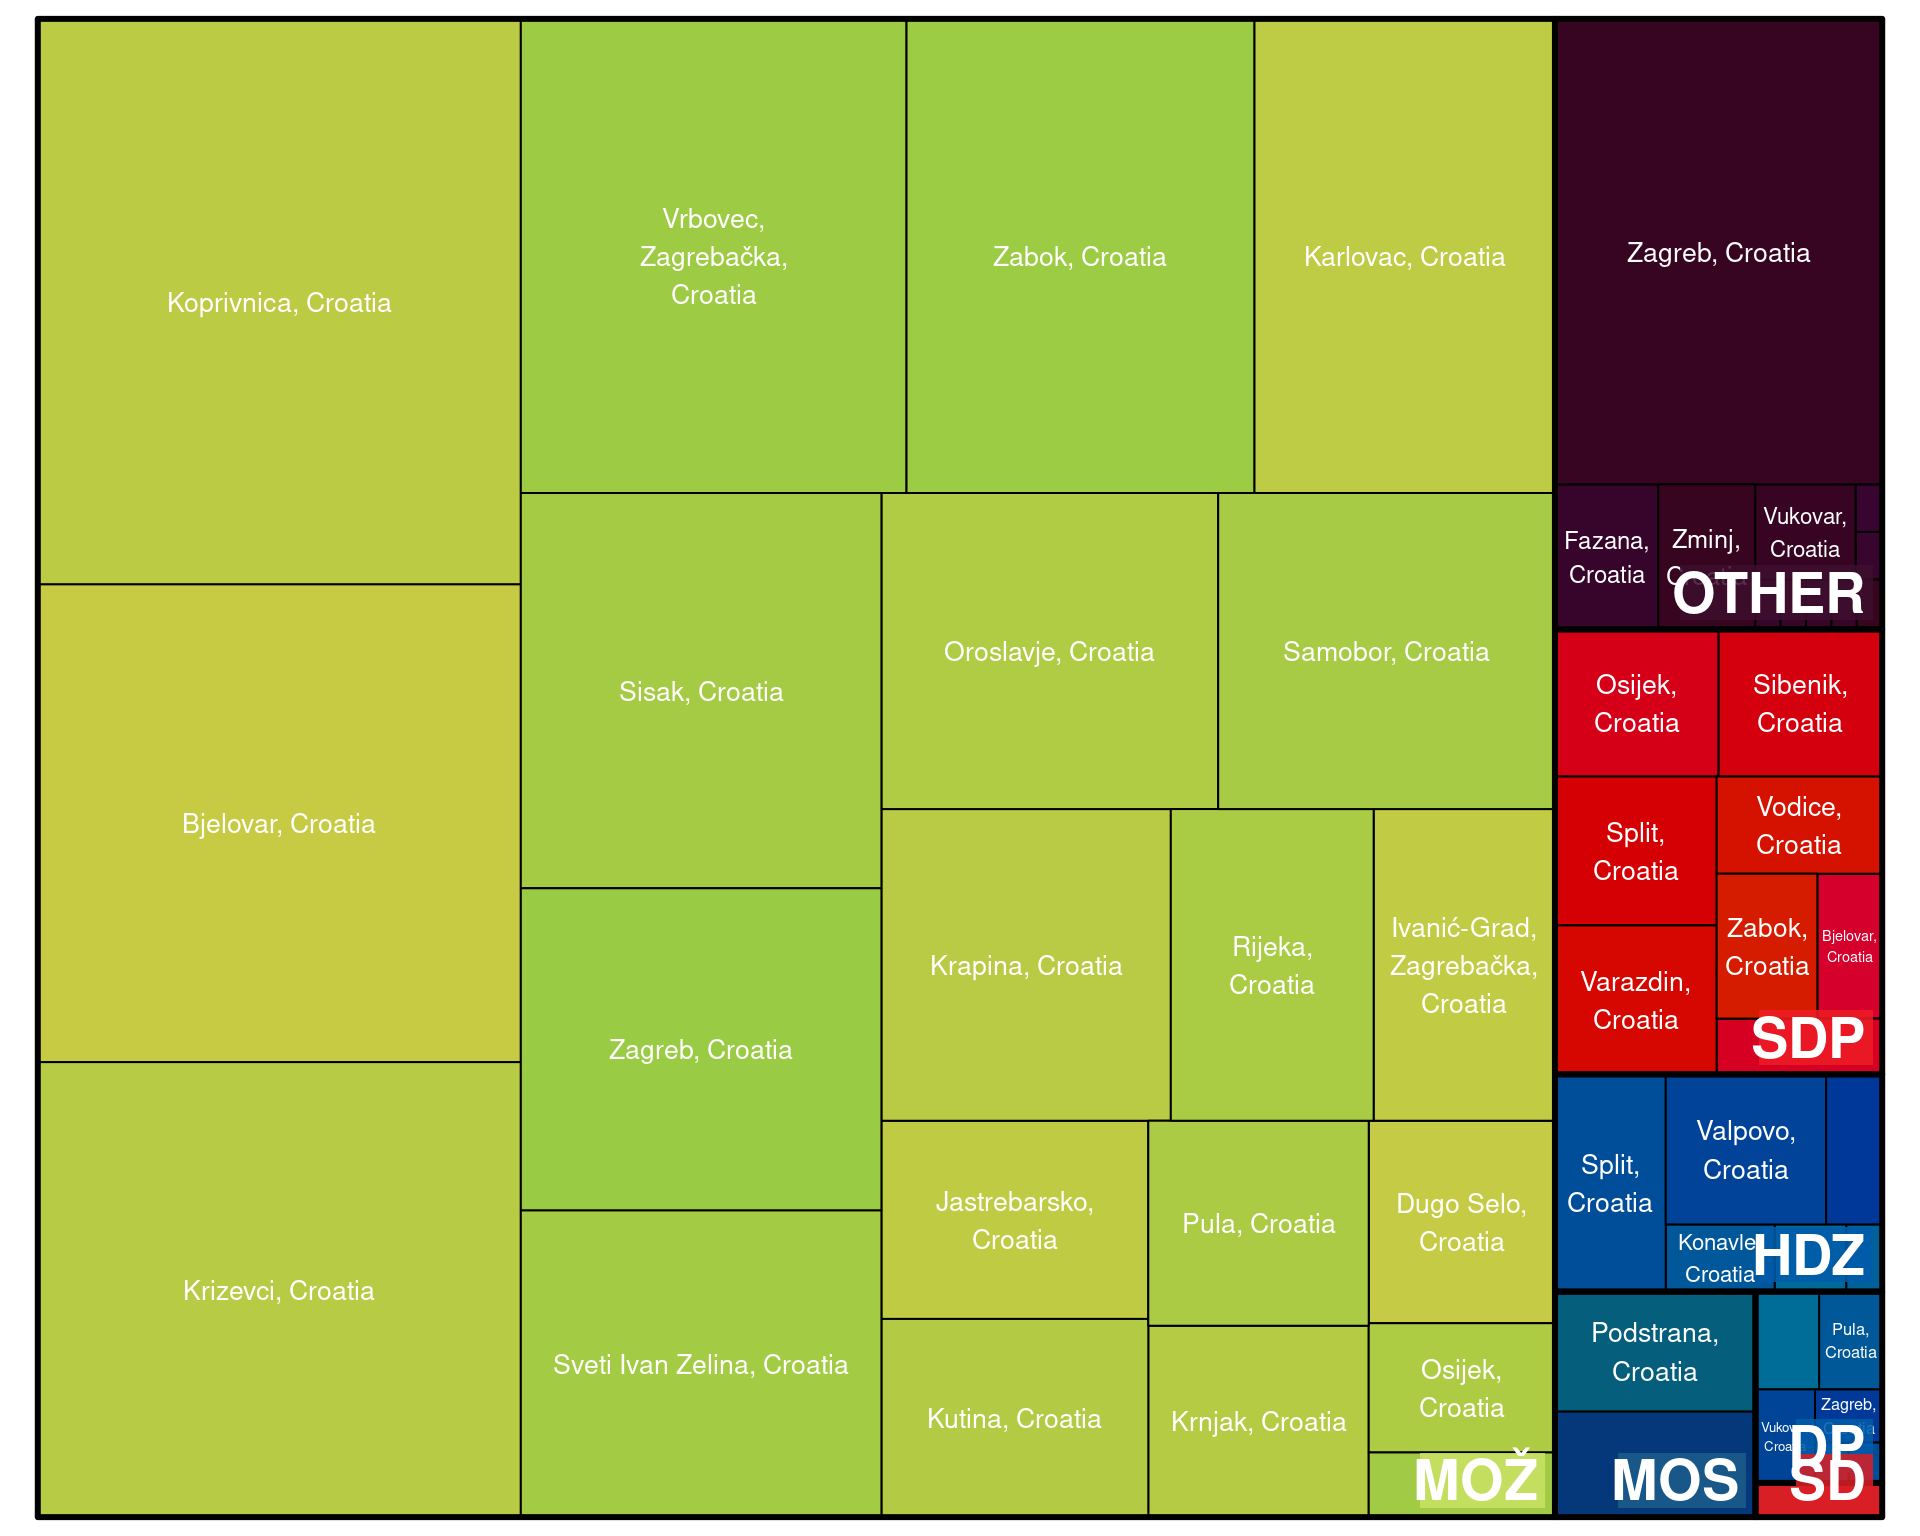 Koprivnica, Croatia
Bjelovar, Croatia
Krizevci, Croatia
Vrbovec,
Zagrebačka,
Croatia
Zabok, Croatia
Karlovac, Croatia
Sisak, Croatia
Zagreb, Croatia
Sveti Ivan Zelina, Croatia
Oroslavje, Croatia
Samobor, Croatia
Krapina, Croatia
Rijeka,
Croatia
Ivanić-Grad,
Zagrebačka,
Croatia
Jastrebarsko,
Croatia
Pula, Croatia
Dugo Selo,
Croatia
Kutina, Croatia
Krnjak, Croatia
Osijek,
Croatia
MOŽ
Zagreb, Croatia
Fazana,
Croatia
Zminj,
Croatia
Vukovar,
Croatia
OTHER
Osijek,
Croatia
Sibenik,
Croatia
Split,
Croatia
Vodice,
Croatia
Varazdin,
Croatia
Zabok,
Croatia
Bjelovar,
Croatia
SDP
Split,
Croatia
Valpovo,
Croatia
Konavle
Croatia
HDZ
Podstrana,
Croatia
MOS
Pula,
Croatia
Zagreb,
Croatia
DP
SD